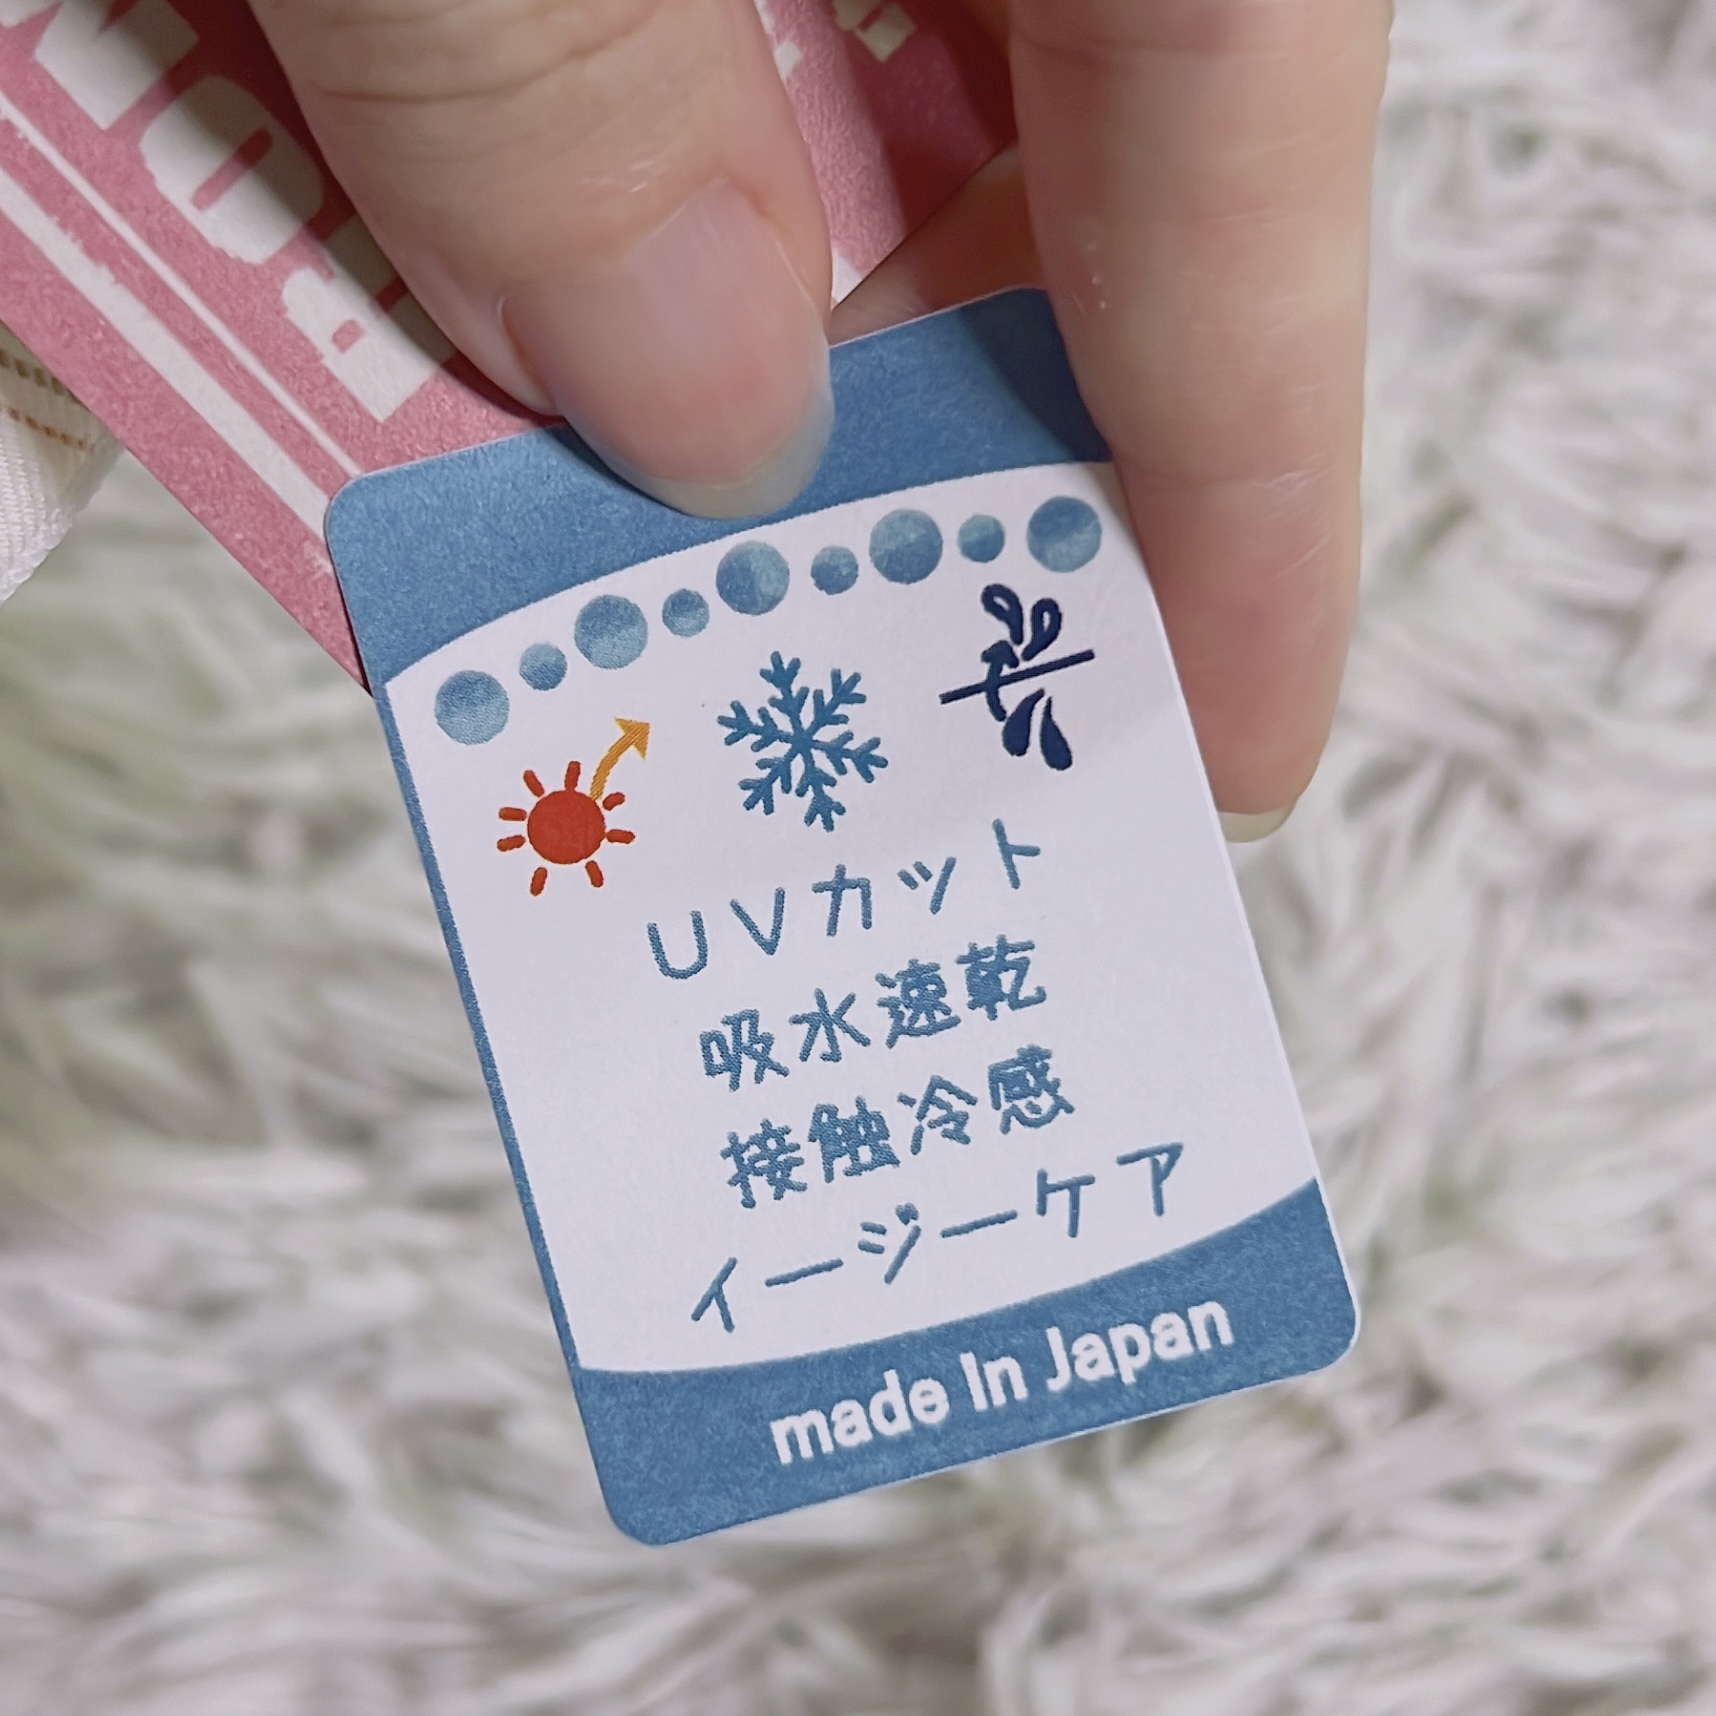 UVカット
吸水速乾
接触冷感
イージーケア
made In Japan